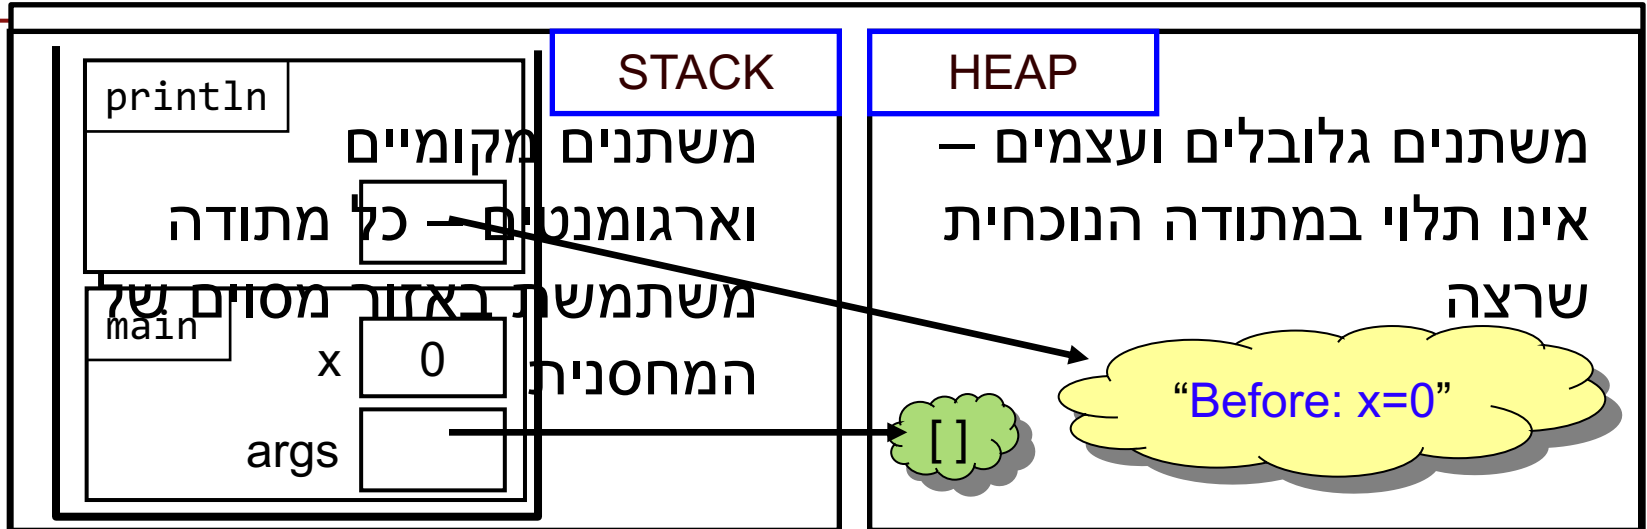 STACK
HEAP
println
משתנים מקומיים
וארגומנטים – כל מתודה
משתמשת באזור מסוים של
המחסנית
main
x 0
args
משתנים גלובלים ועצמים –
אינו תלוי במתודה הנוכחית
שרצה
“Before: x=0”
[ ]